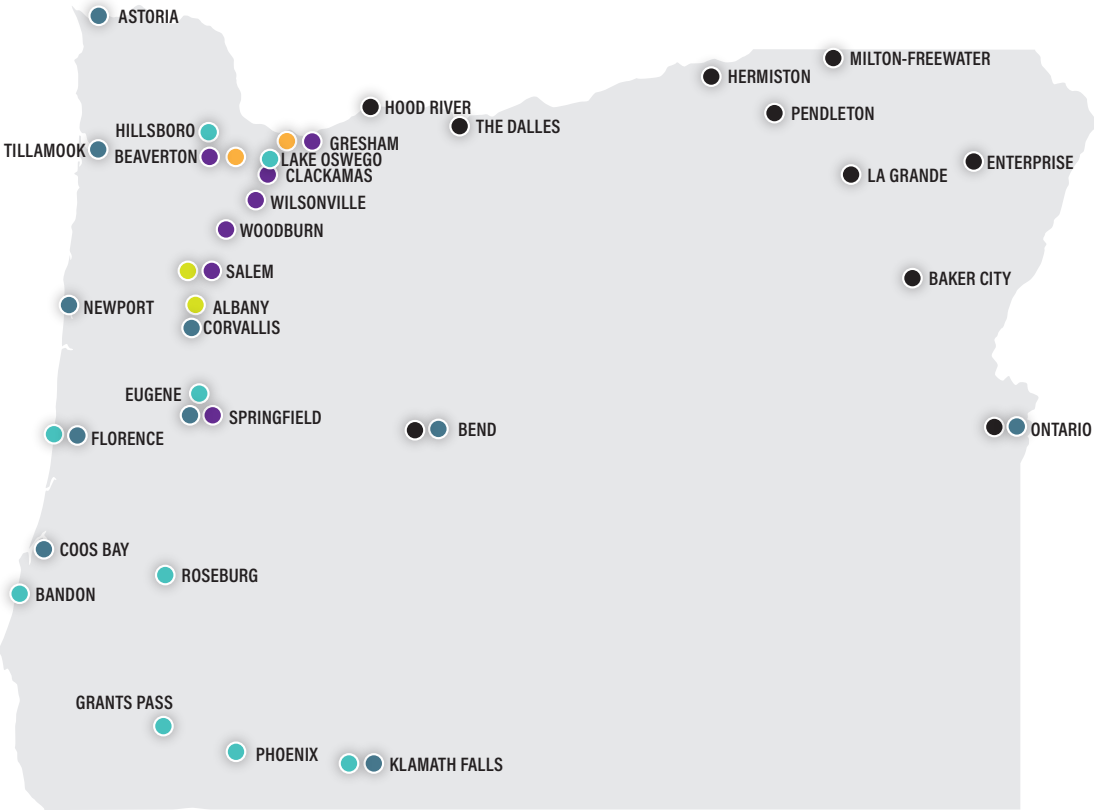 ASTORIA
MILTON-FREEWATER
HERMISTON
HOOD RIVER
PENDLETON
THE DALLES
HILLSBORO
GRESHAM
TILLAMOOK
BEAVERTON
LAKE OSWEGO
ENTERPRISE
CLACKAMAS
LA GRANDE
WILSONVILLE
WOODBURN
SALEM
BAKER CITY
NEWPORT
ALBANY
CORVALLIS
EUGENE
SPRINGFIELD
FLORENCE
BEND
ONTARIO
COOS BAY
ROSEBURG
BANDON
GRANTS PASS
PHOENIX
KLAMATH FALLS